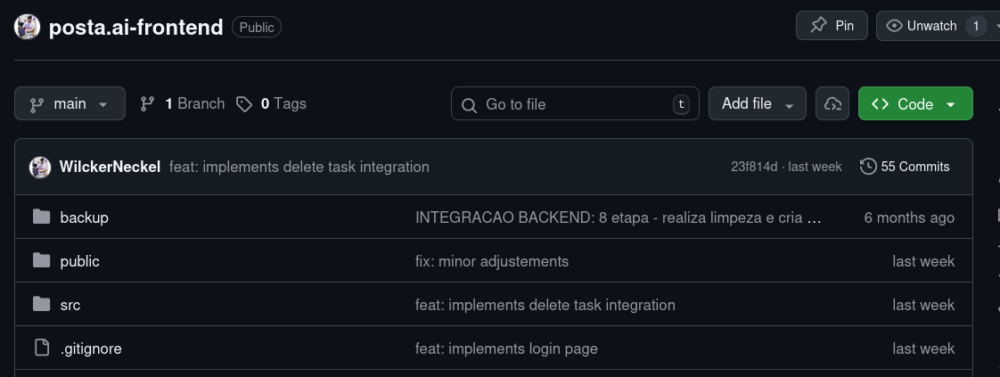 posta.ai-frontend Public Pin Unwatch 1
main 1 Branch 0 Tags Go to file t Add file Code
WilckerNeckel feat: implements delete task integration 23f814d · last week 55 Commits
backup INTEGRACAO BACKEND: 8 etapa - realiza limpeza e cria … 6 months ago
public fix: minor adjustements last week
src feat: implements delete task integration last week
.gitignore feat: implements login page last week